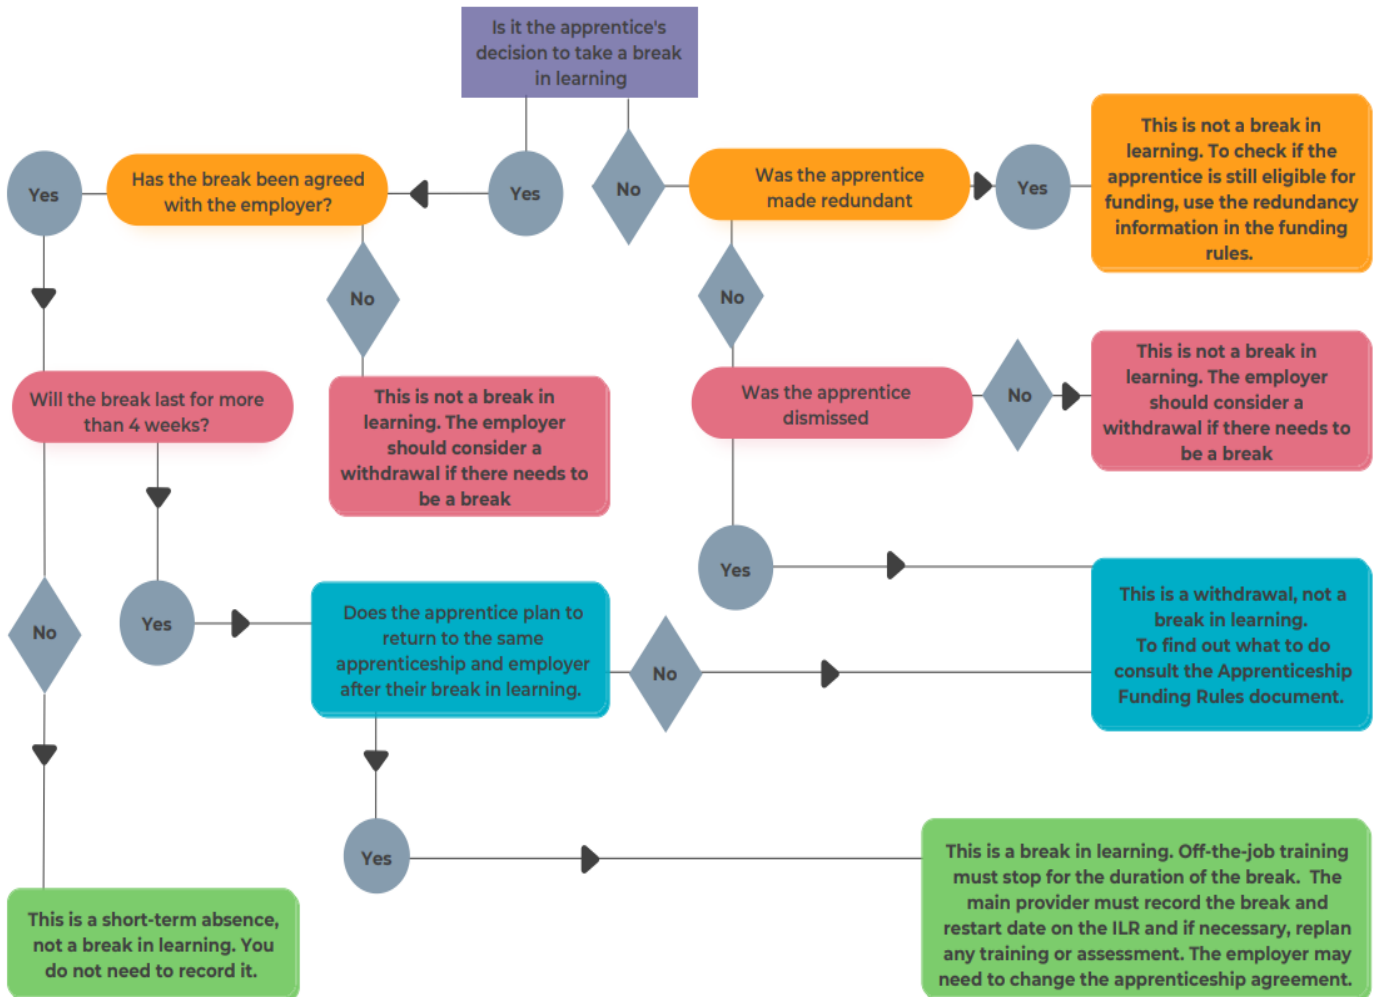 Is it the apprentice's
decision to take a break
in learning
Yes
Has the break been agreed
with the employer?
Yes
No
Was the apprentice
made redundant
Yes
This is not a break in
learning. To check if the
apprentice is still eligible for
funding, use the redundancy
information in the funding
rules.
No
No
Will the break last for more
than 4 weeks?
This is not a break in
learning. The employer
should consider a
withdrawal if there needs to
be a break
Was the apprentice
dismissed
No
This is not a break in
learning. The employer
should consider a
withdrawal if there needs to
be a break
Yes
No
Yes
Does the apprentice plan to
return to the same
apprenticeship and employer
after their break in learning.
No
This is a withdrawal, not a
break in learning.
To find out what to do
consult the Apprenticeship
Funding Rules document.
Yes
This is a break in learning. Off-the-job training
must stop for the duration of the break. The
main provider must record the break and
restart date on the ILR and if necessary, replan
any training or assessment. The employer may
need to change the apprenticeship agreement.
This is a short-term absence,
not a break in learning. You
do not need to record it.